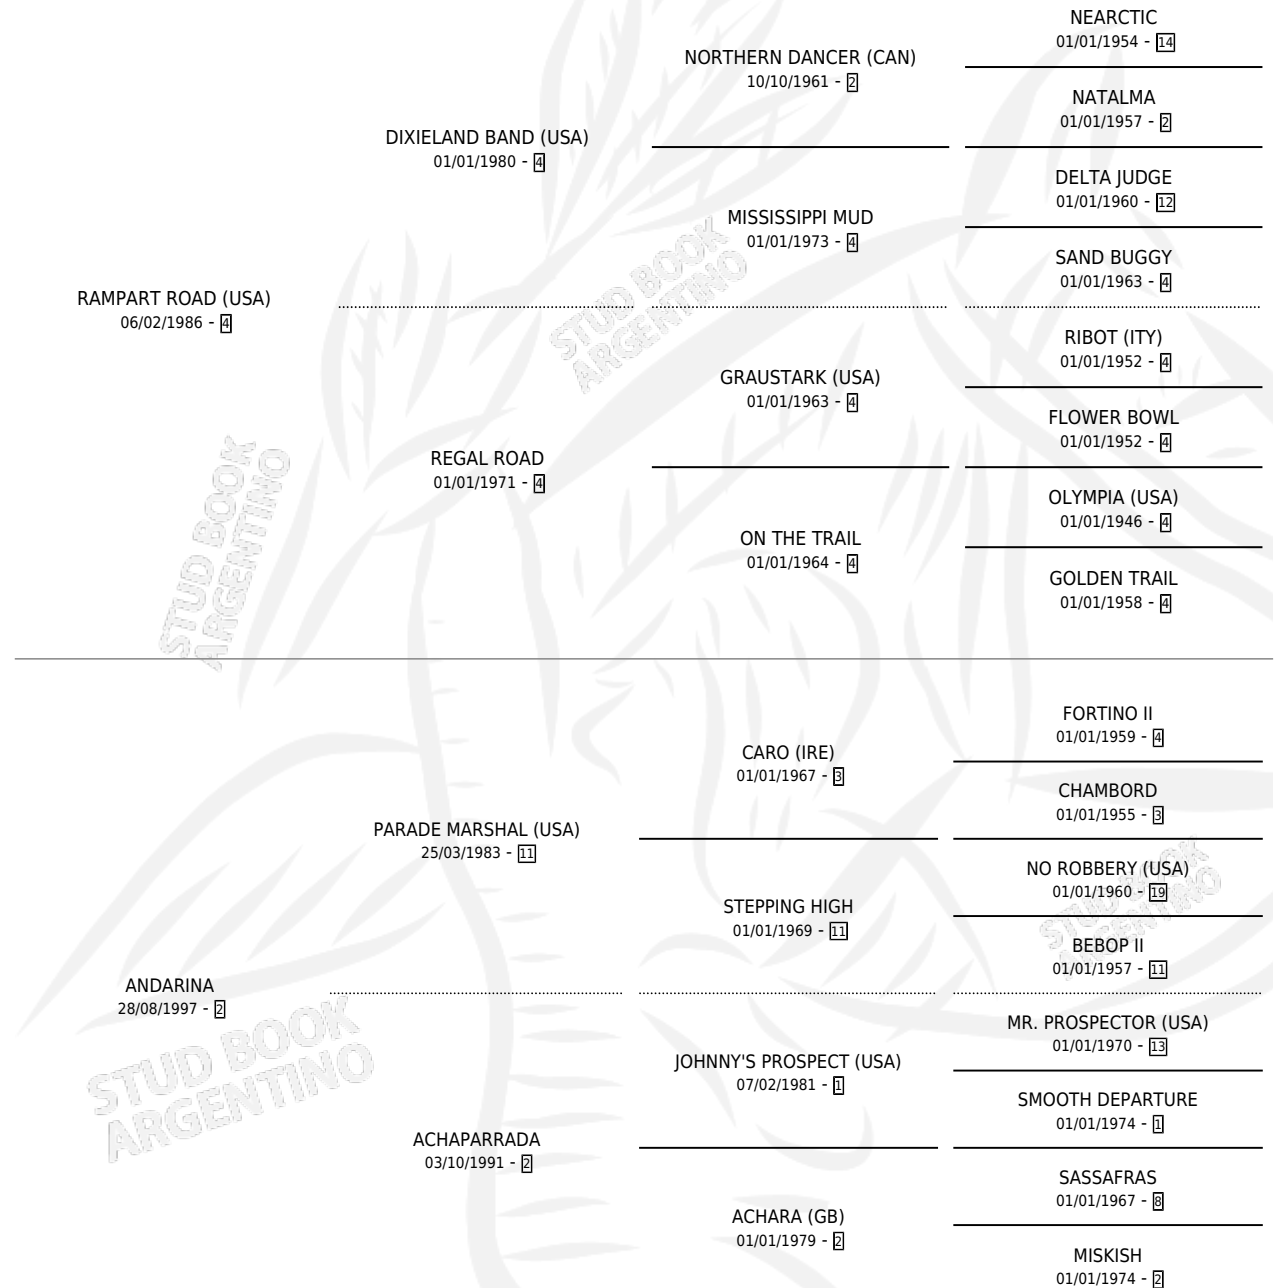 NEARCTIC
01/01/1954 - 14
NORTHERN DANCER (CAN)
10/10/1961 - 2
NATALMA
01/01/1957 - 2
DIXIELAND BAND (USA)
01/01/1980 - 4
DELTA JUDGE
01/01/1960 - 12
MISSISSIPPI MUD
01/01/1973 - 4
SAND BUGGY
01/01/1963 - 4
RAMPART ROAD (USA)
06/02/1986 - 4
RIBOT (ITY)
01/01/1952 - 4
GRAUSTARK (USA)
01/01/1963 - 4
FLOWER BOWL
01/01/1952 - 4
REGAL ROAD
01/01/1971 - 4
OLYMPIA (USA)
01/01/1946 - 4
ON THE TRAIL
01/01/1964 - 4
GOLDEN TRAIL
01/01/1958 - 4
FORTINO II
01/01/1959 - 4
CARO (IRE)
01/01/1967 - 3
CHAMBORD
01/01/1955 - 3
PARADE MARSHAL (USA)
25/03/1983 - 11
NO ROBBERY (USA)
01/01/1960 - 19
STEPPING HIGH
01/01/1969 - 11
BEBOP II
01/01/1957 - 11
ANDARINA
28/08/1997 - 2
MR. PROSPECTOR (USA)
01/01/1970 - 13
JOHNNY'S PROSPECT (USA)
07/02/1981 - 1
SMOOTH DEPARTURE
01/01/1974 - 1
ACHAPARRADA
03/10/1991 - 2
SASSAFRAS
01/01/1967 - 8
ACHARA (GB)
01/01/1979 - 2
MISKISH
01/01/1974 - 2
STUD BOOK
ARGENTINO
STUD BOOK
ARGENTINO
STUD BOOK
ARGENTINO
STUD BOOK
ARGENTINO